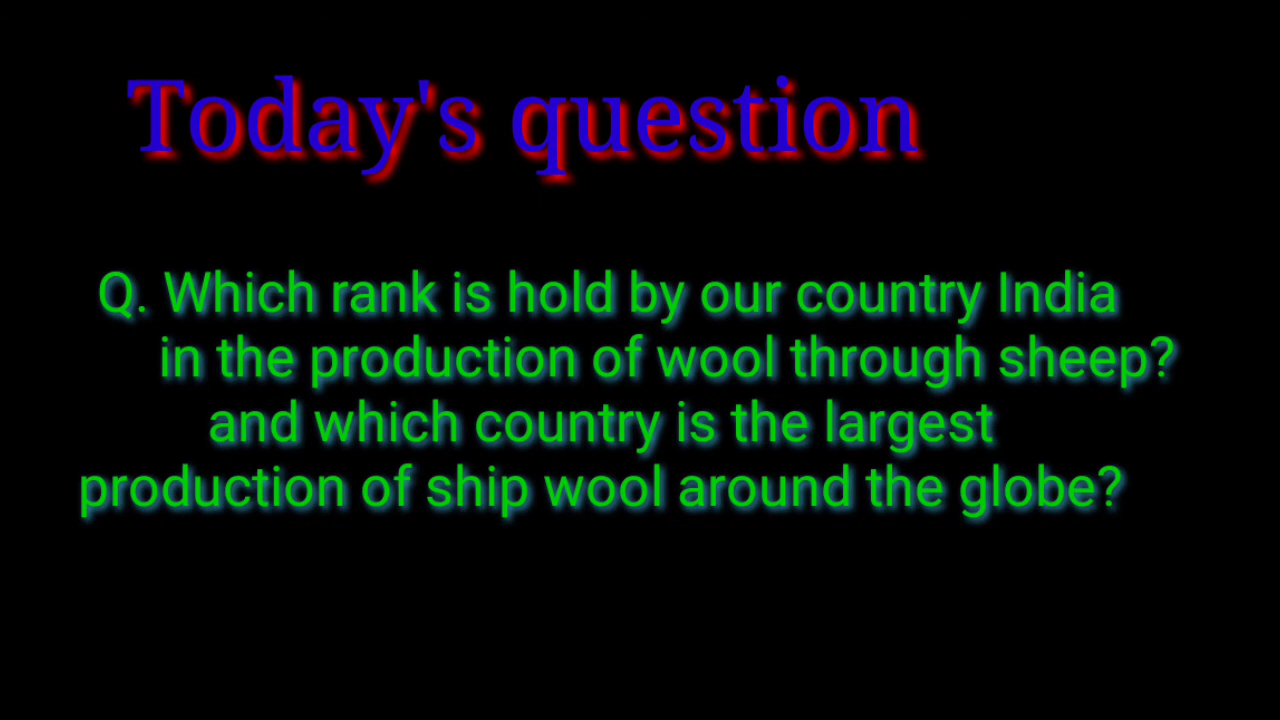 Today's question
Q. Which rank is hold by our country India
in the production of wool through sheep?
and which country is the largest
production of ship wool around the globe?